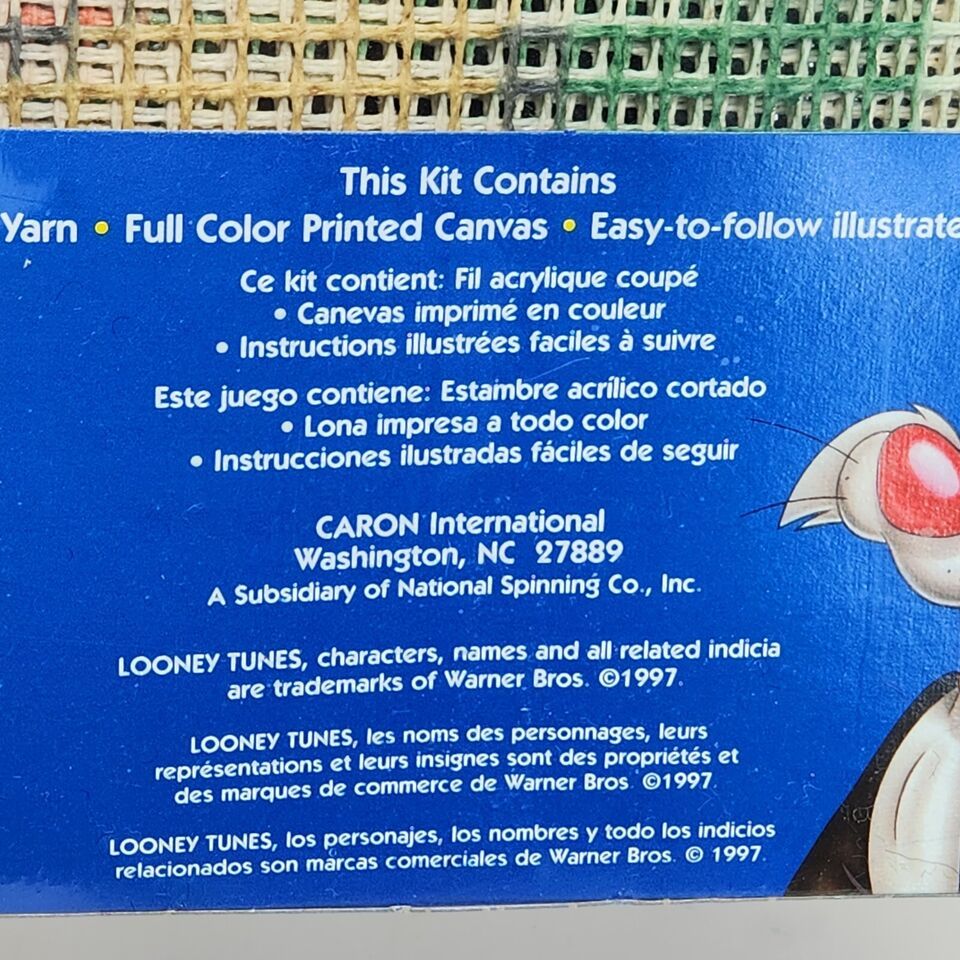 This Kit Contains
Yarn • Full Color Printed Canvas • Easy-to-follow illustrate
Ce kit contient: Fil acrylique coupé
• Canevas imprimé en couleur
• Instructions illustrées faciles à suivre
Este juego contiene: Estambre acrílico cortado
• Lona impresa a todo color
• Instrucciones ilustradas fáciles de seguir
CARON International
Washington, NC 27889
A Subsidiary of National Spinning Co., Inc.
LOONEY TUNES, characters, names and all related indicia
are trademarks of Warner Bros. ©1997.
LOONEY TUNES, les noms des personnages, leurs
représentations et leurs insignes sont des propriétés et
des marques de commerce de Warner Bros. ©1997.
LOONEY TUNES, los personajes, los nombres y todo los indicios
relacionados son marcas comerciales de Warner Bros. © 1997.